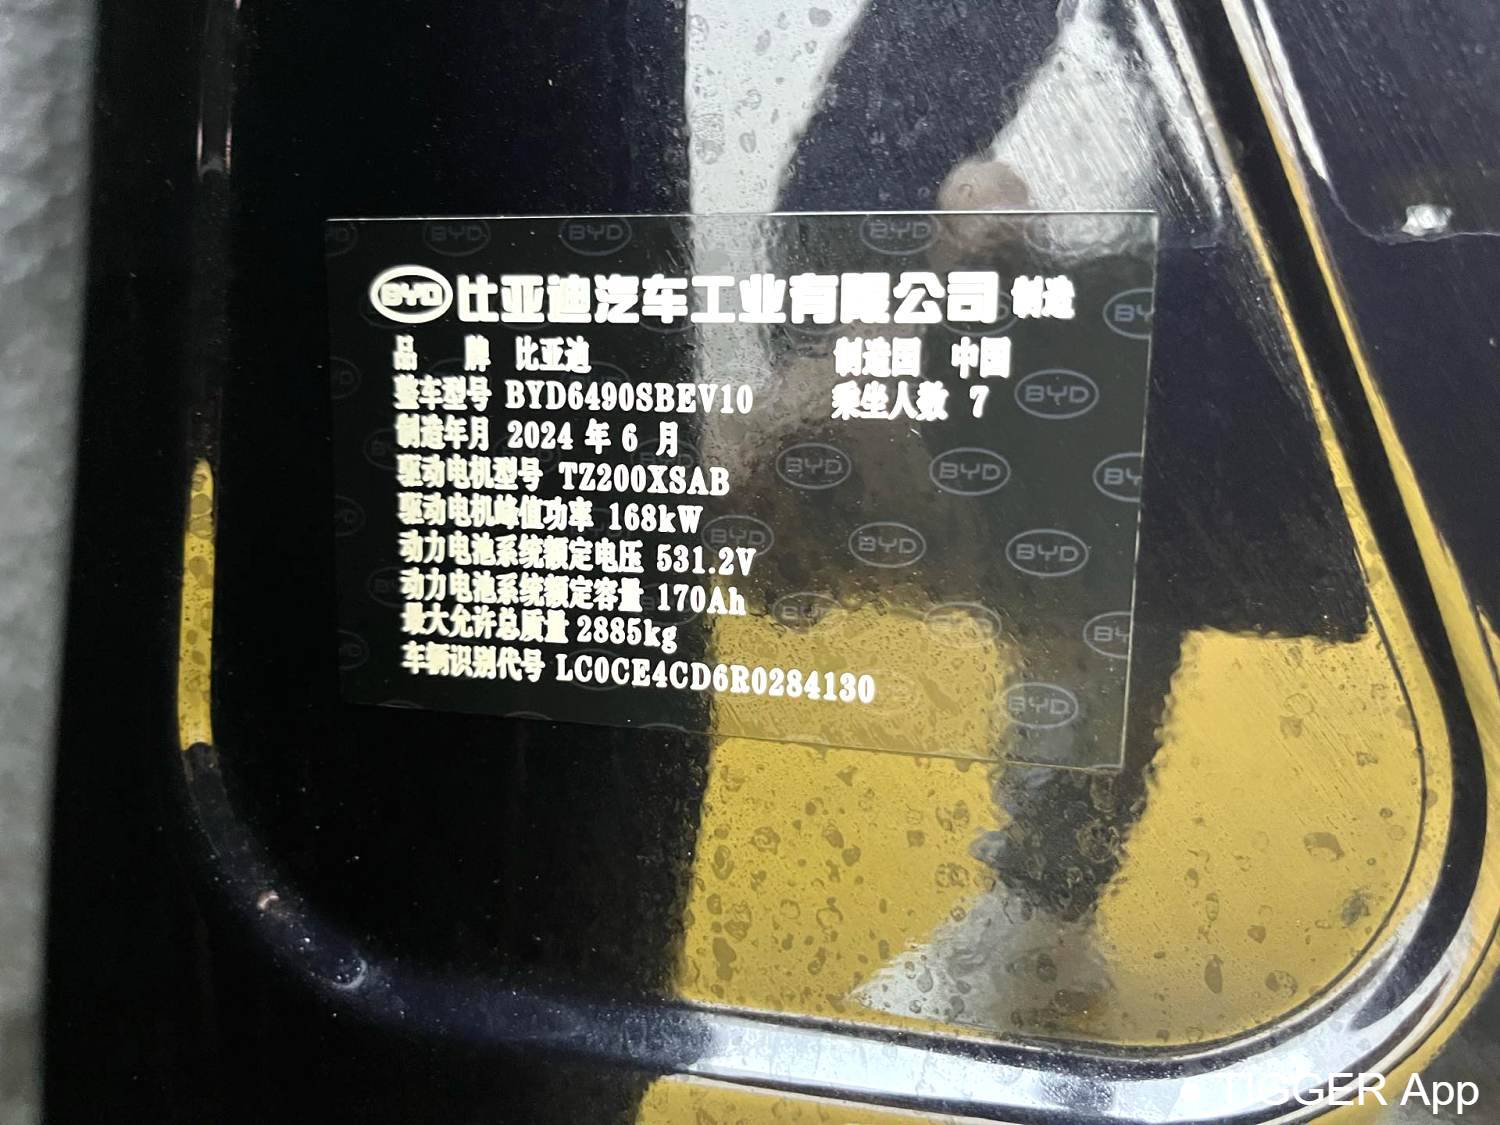 BYD 比亚迪汽车工业有限公司 制造
品 牌 比亚迪 制造国 中国
整车型号 BYD6490SBEV10 乘坐人数 7
制造年月 2024 年 6 月
驱动电机型号 TZ200XSAB
驱动电机峰值功率 168kW
动力电池系统额定电压 531.2V
动力电池系统额定容量 170Ah
最大允许总质量 2885kg
车辆识别代号 LC0CE4CD6R0284130
TIGGER App